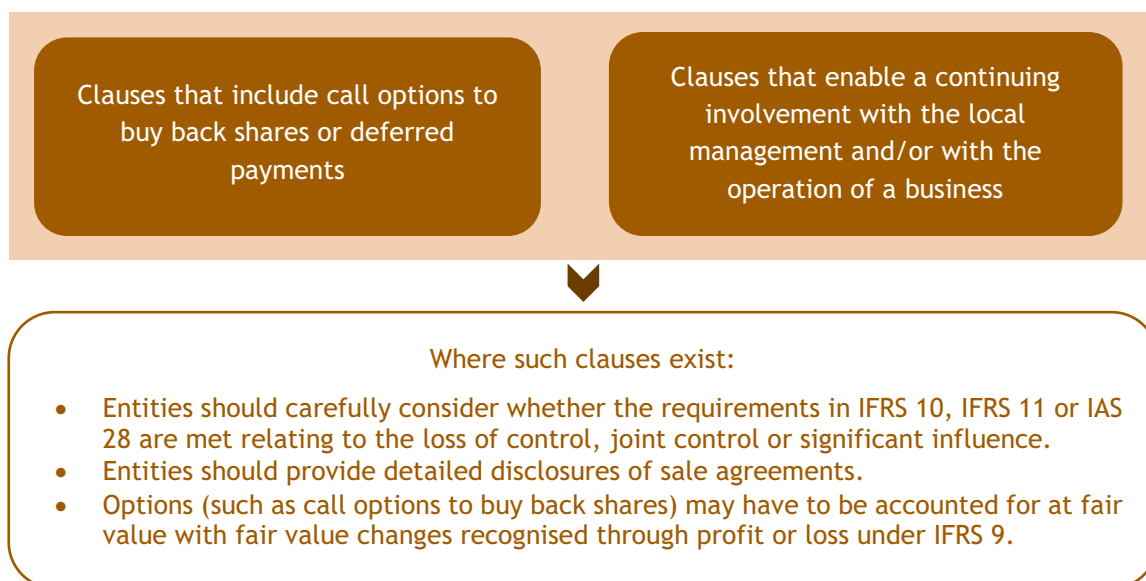 Clauses that include call options to
buy back shares or deferred
payments
Clauses that enable a continuing
involvement with the local
management and/or with the
operation of a business
Where such clauses exist:
• Entities should carefully consider whether the requirements in IFRS 10, IFRS 11 or IAS
28 are met relating to the loss of control, joint control or significant influence.
• Entities should provide detailed disclosures of sale agreements.
• Options (such as call options to buy back shares) may have to be accounted for at fair
value with fair value changes recognised through profit or loss under IFRS 9.